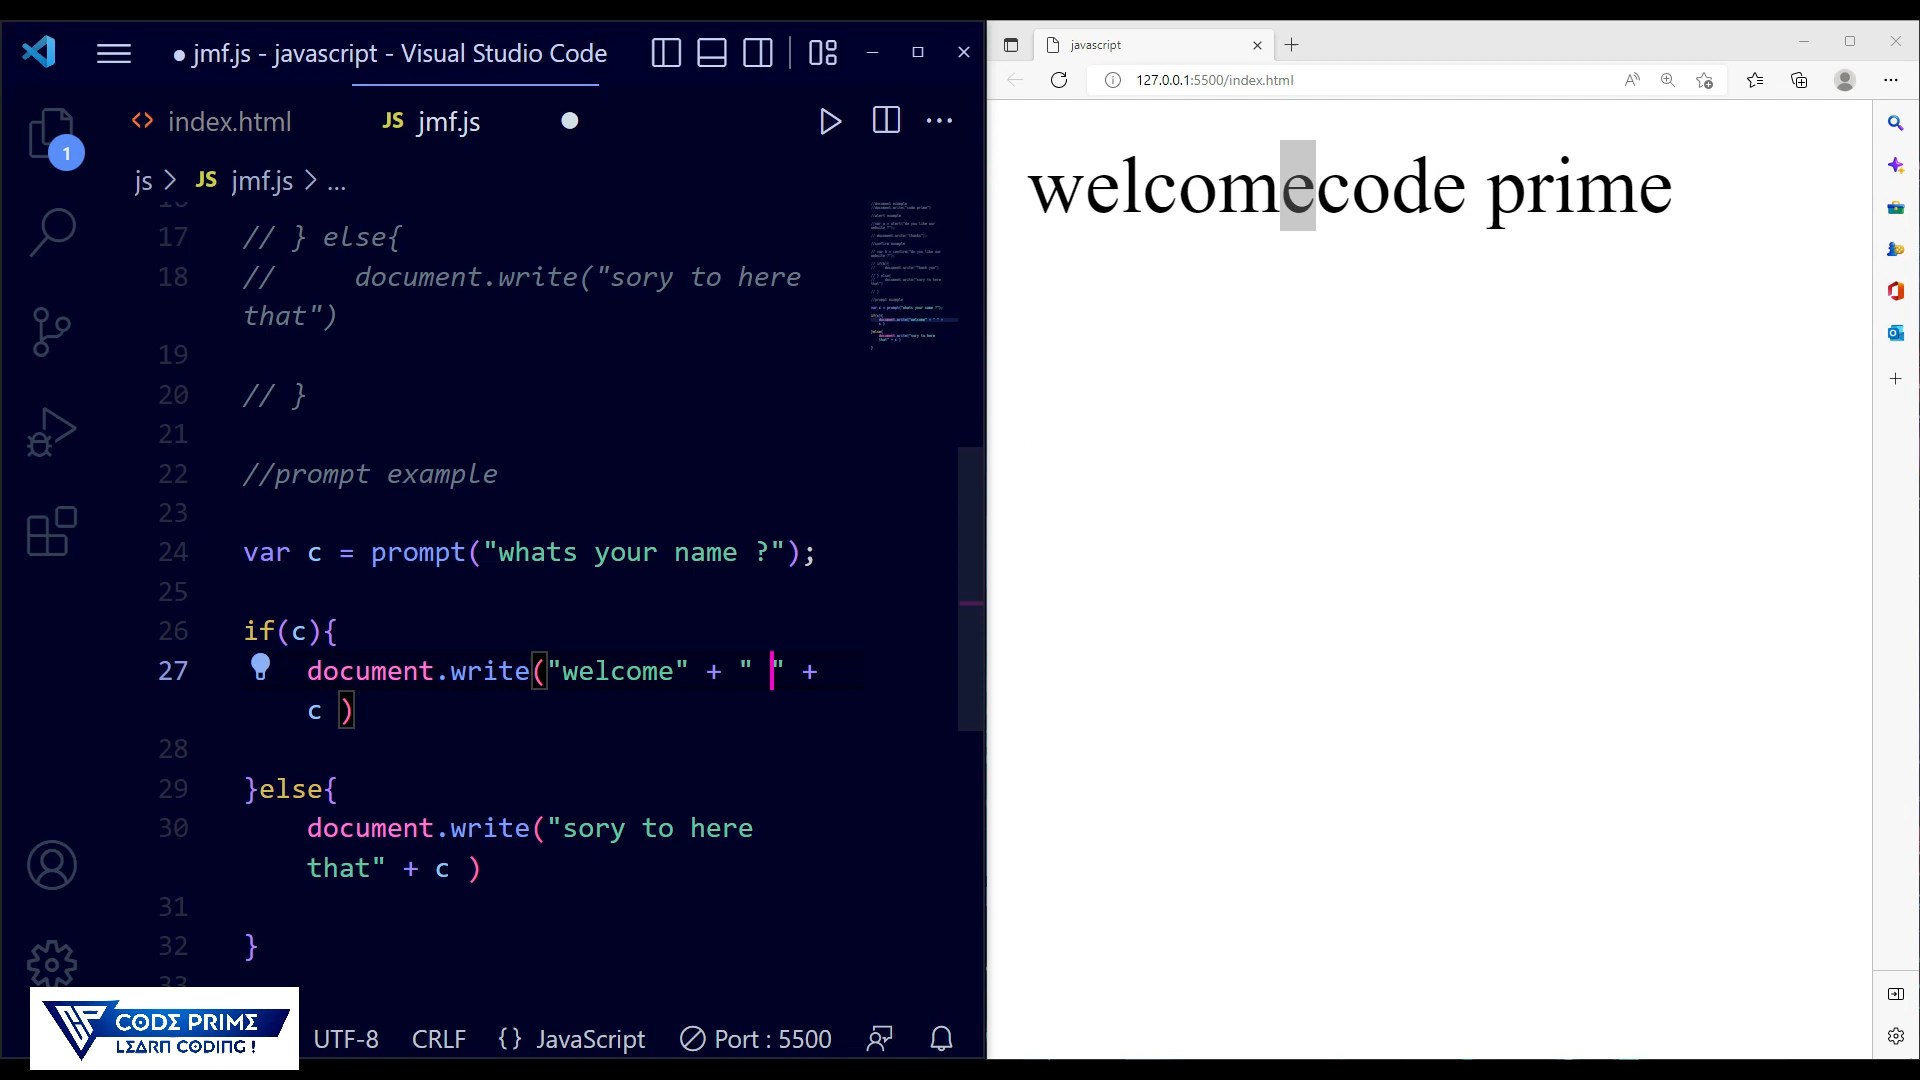 jmf.js - javascript - Visual Studio Code
index.html
JS jmf.js
js > JS jmf.js > ...
1
17 // } else{
18 //     document.write("sory to here
that")
19
20 // }
21
22 //prompt example
23
24 var c = prompt("whats your name ?");
25
26 if(c){
27     document.write("welcome" + " " +
c )
28
29 }else{
30     document.write("sory to here
that" + c )
31
32 }
33
CODE PRIME
LEARN CODING !
UTF-8 CRLF {} JavaScript Port : 5500
javascript
127.0.0.1:5500/index.html
welcomecode prime